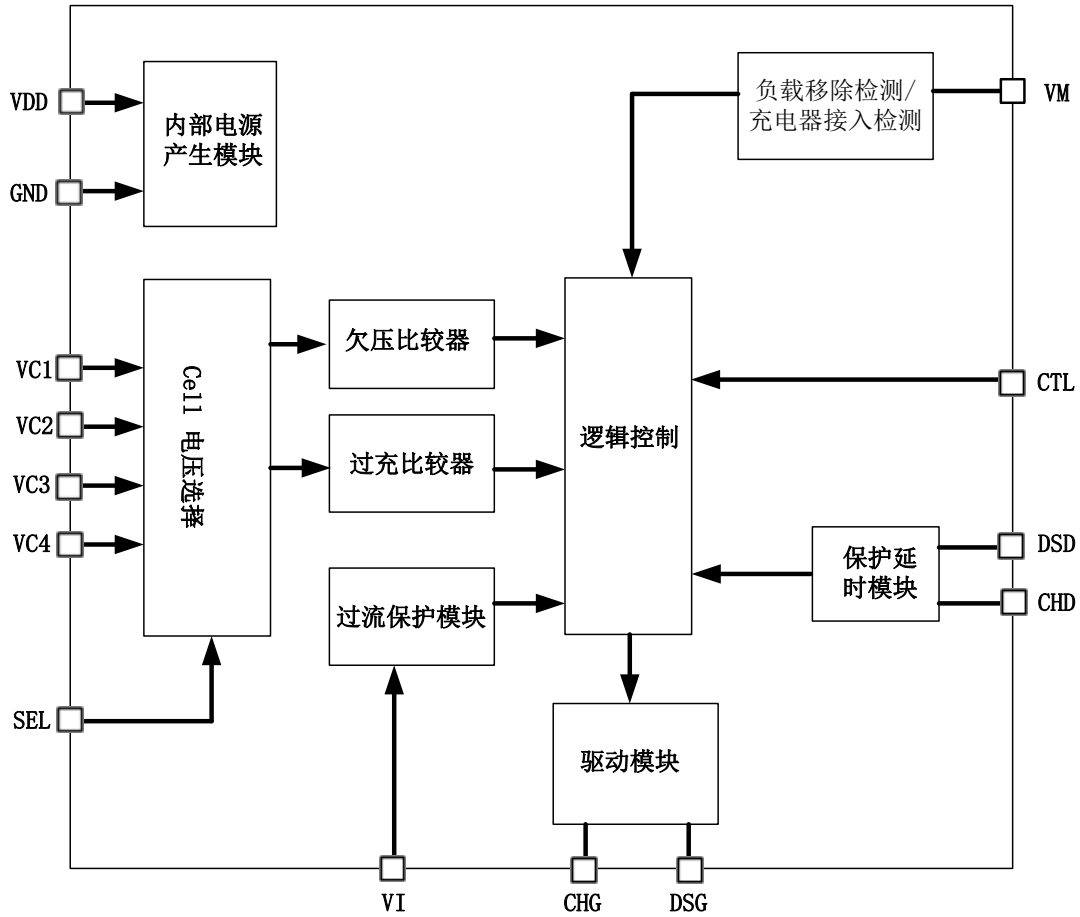 VDD
GND
内部电源
产生模块
负载移除检测/
充电器接入检测
VM
VC1
VC2
VC3
VC4
Cell 电压选择
欠压比较器
过充比较器
过流保护模块
逻辑控制
CTL
保护延
时模块
DSD
CHD
SEL
驱动模块
VI
CHG
DSG